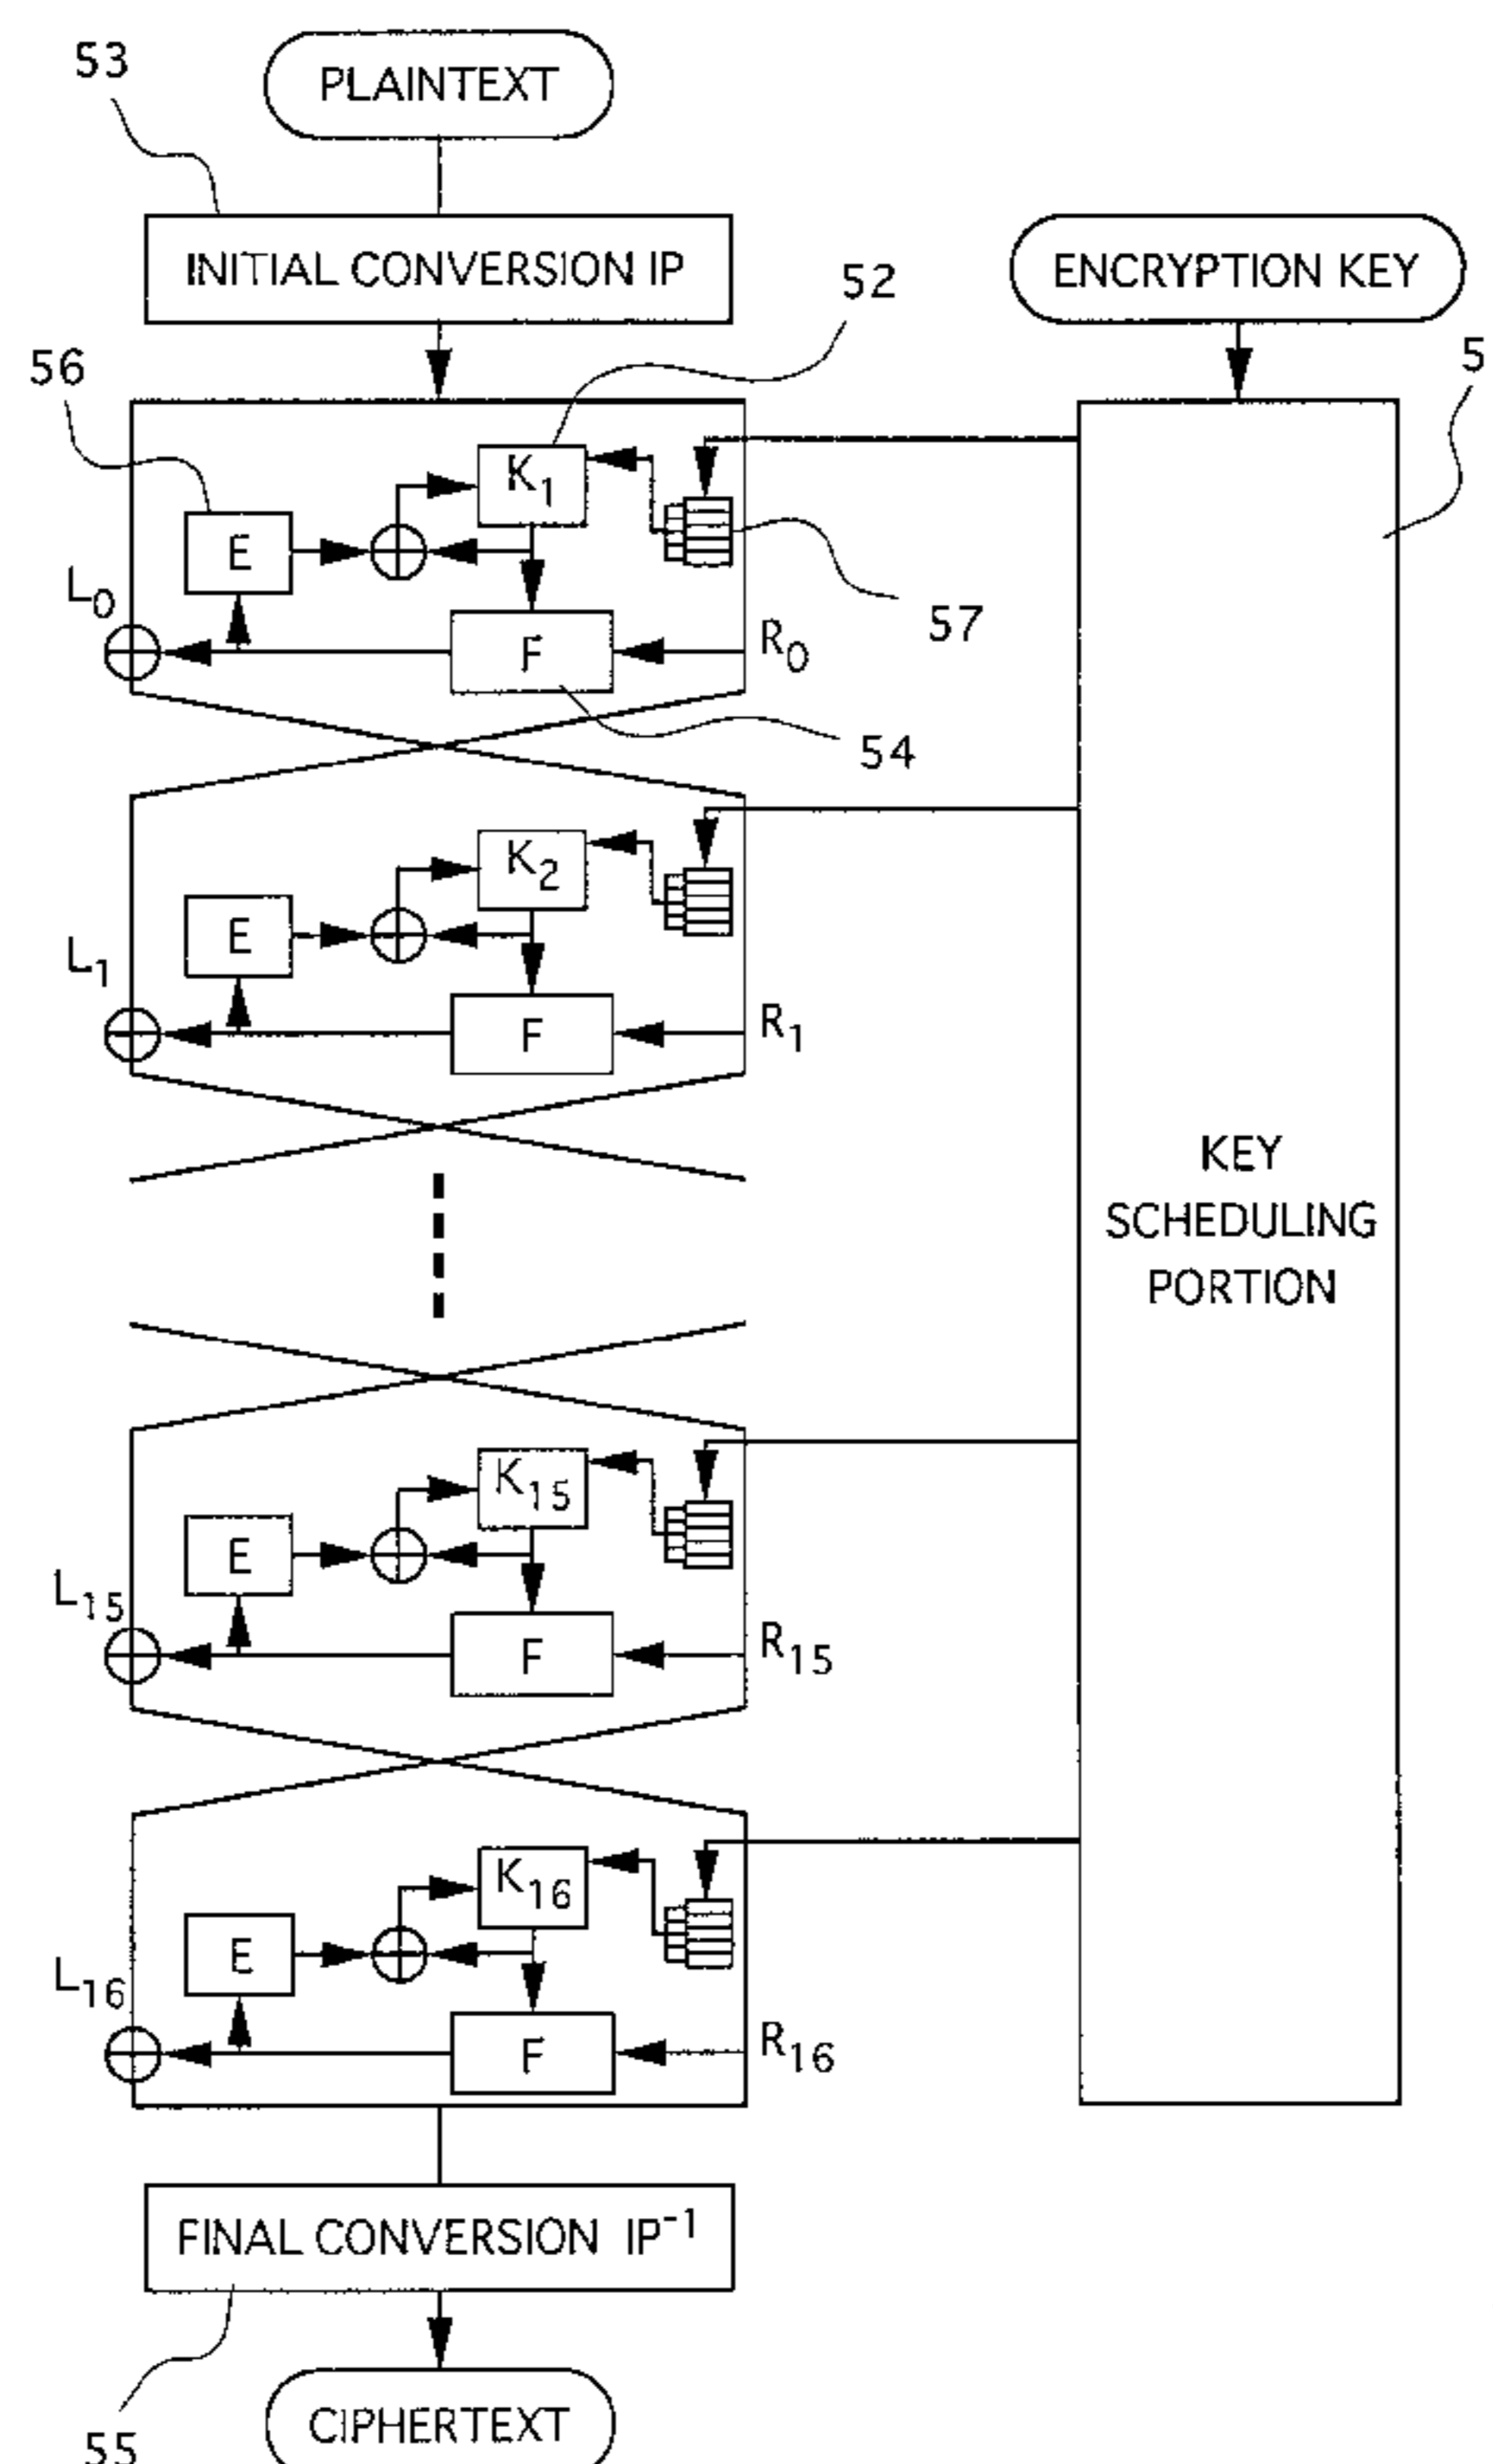 53
PLAINTEXT
INITIAL CONVERSION IP
52
ENCRYPTION KEY
56
5
K1
E
L0
57
F
R0
54
K2
E
L1
F
R1
KEY
SCHEDULING
PORTION
K15
E
L15
F
R15
K16
E
L16
F
R16
FINAL CONVERSION IP-1
CIPHERTEXT
55